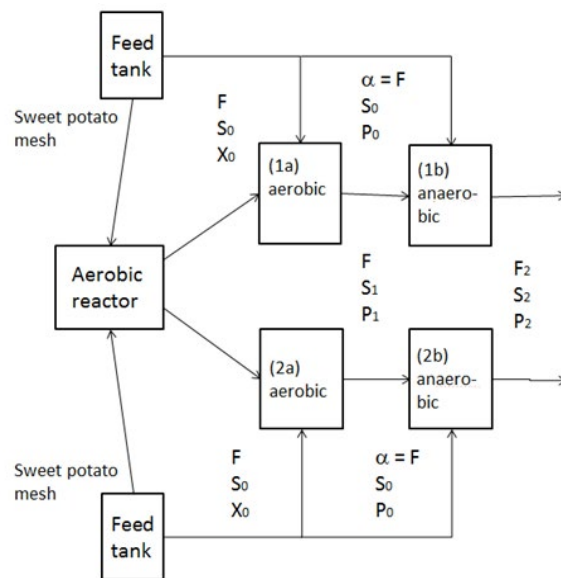 Feed
tank
Sweet potato
mesh
F
S0
X0
α = F
S0
P0
(1a)
aerobic
(1b)
anaero-
bic
Aerobic
reactor
F
S1
P1
F2
S2
P2
(2a)
aerobic
(2b)
anaero-
bic
Sweet potato
mesh
F
S0
X0
α = F
S0
P0
Feed
tank